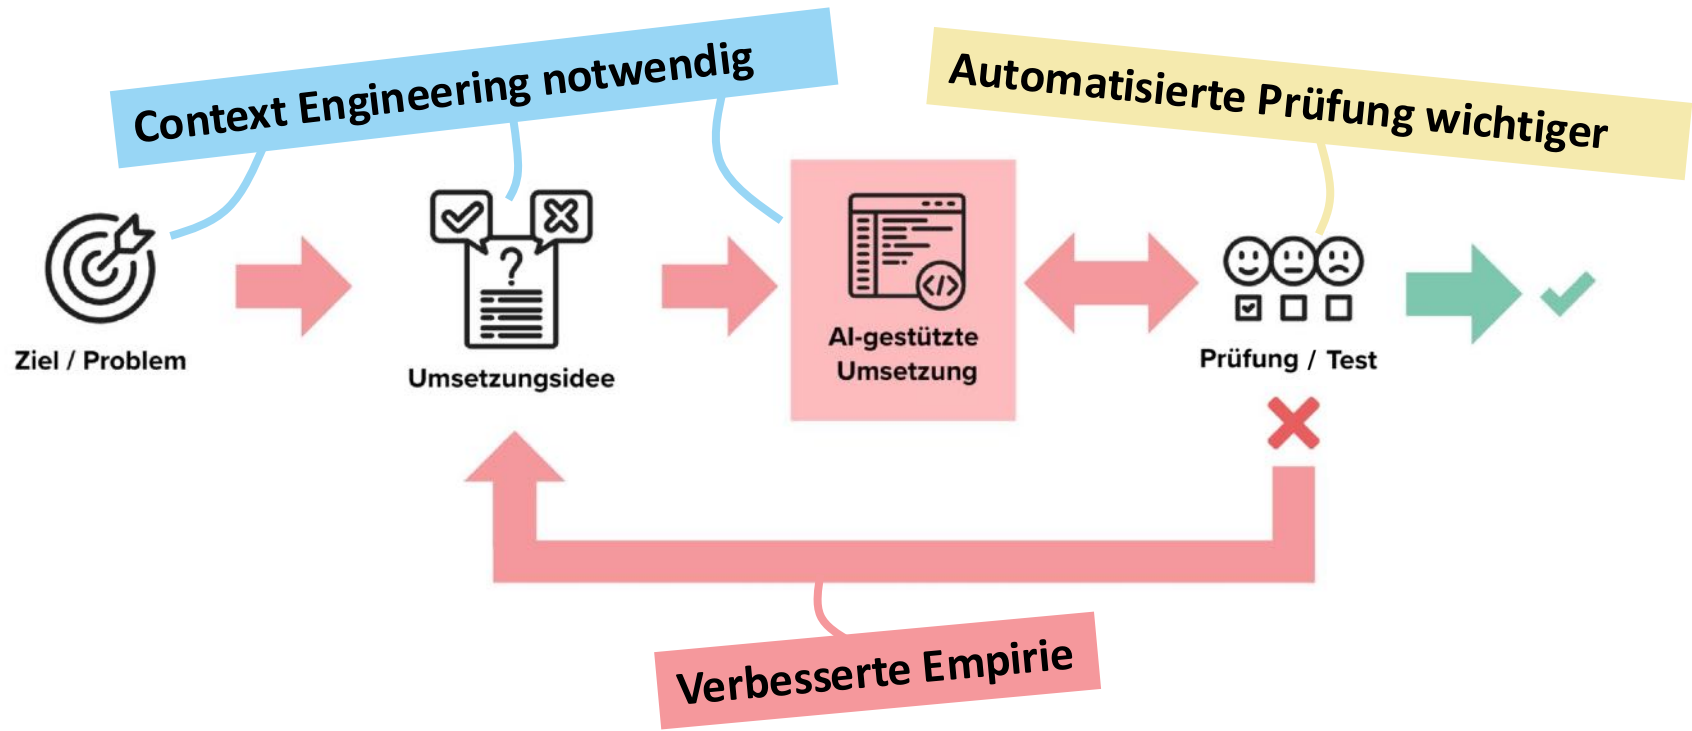 Context Engineering notwendig
Automatisierte Prüfung wichtiger
?
</>
Ziel / Problem
Umsetzungsidee
AI-gestützte
Umsetzung
Prüfung / Test
Verbesserte Empirie